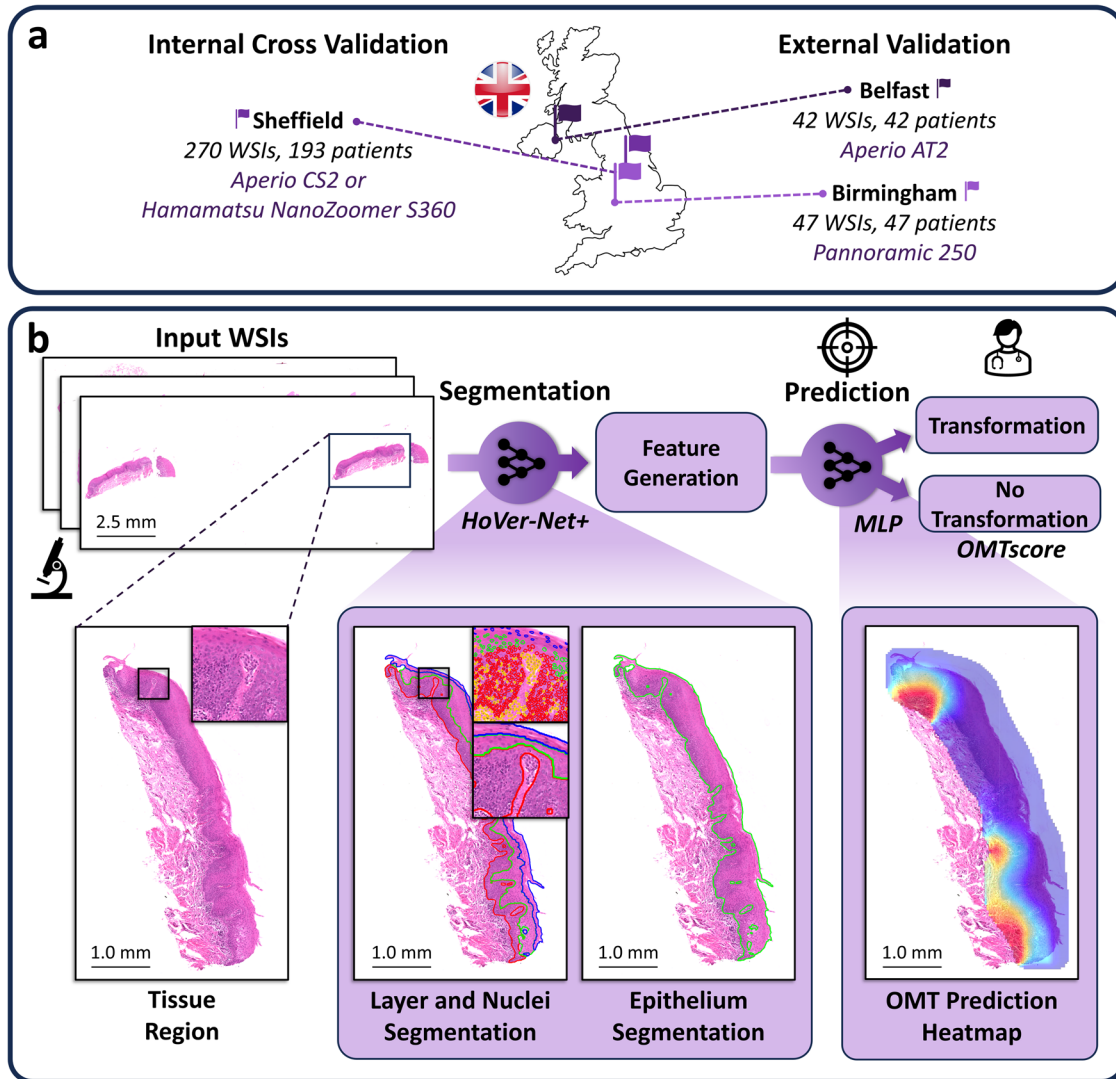 a
Internal Cross Validation
External Validation
Sheffield
270 WSIs, 193 patients
Aperio CS2 or
Hamamatsu NanoZoomer S360
Belfast
42 WSIs, 42 patients
Aperio AT2
Birmingham
47 WSIs, 47 patients
Pannoramic 250
b
Input WSIs
2.5 mm
Segmentation
HoVer-Net+
Feature
Generation
Prediction
MLP
Transformation
No
Transformation
OMTscore
1.0 mm
Tissue
Region
1.0 mm
Layer and Nuclei
Segmentation
1.0 mm
Epithelium
Segmentation
1.0 mm
OMT Prediction
Heatmap